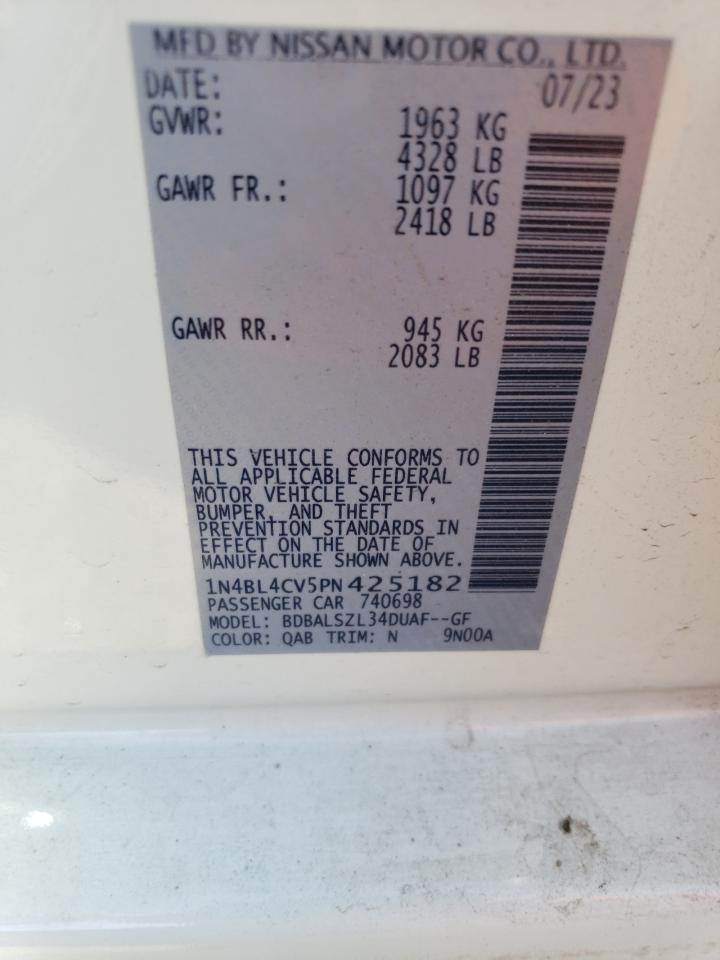 MFD BY NISSAN MOTOR CO., LTD.
DATE: 07/23
GVWR: 1963 KG
4328 LB
GAWR FR.: 1097 KG
2418 LB
GAWR RR.: 945 KG
2083 LB
THIS VEHICLE CONFORMS TO
ALL APPLICABLE FEDERAL
MOTOR VEHICLE SAFETY,
BUMPER, AND THEFT
PREVENTION STANDARDS IN
EFFECT ON THE DATE OF
MANUFACTURE SHOWN ABOVE.
1N4BL4CV5PN425182
PASSENGER CAR 740698
MODEL: BDBALSZL34DUAF--GF
COLOR: QAB TRIM: N 9N00A